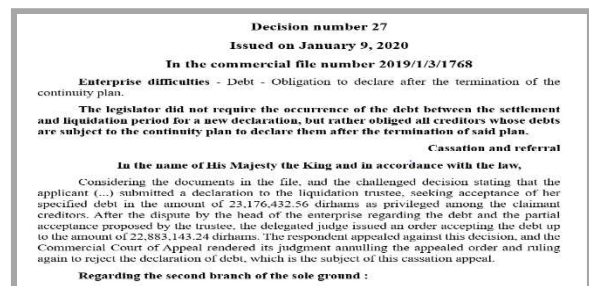 Decision number 27
Issued on January 9, 2020
In the commercial file number 2019/1/3/1768
Enterprise difficulties - Debt - Obligation to declare after the termination of the
continuity plan.
The legislator did not require the occurrence of the debt between the settlement
and liquidation period for a new declaration, but rather obliged all creditors whose debts
are subject to the continuity plan to declare them after the termination of said plan.
Cassation and referral
In the name of His Majesty the King and in accordance with the law,
Considering the documents in the file, and the challenged decision stating that the
applicant (...) submitted a declaration to the liquidation trustee, seeking acceptance of her
specified debt in the amount of 23,176,432.56 dirhams as privileged among the claimant
creditors. After the dispute by the head of the enterprise regarding the debt and the partial
acceptance proposed by the trustee, the delegated judge issued an order accepting the debt up
to the amount of 22,883,143.24 dirhams. The respondent appealed against this decision, and the
Commercial Court of Appeal rendered its judgment annulling the appealed order and ruling
again to reject the declaration of debt, which is the subject of this cassation appeal.
Regarding the second branch of the sole ground :